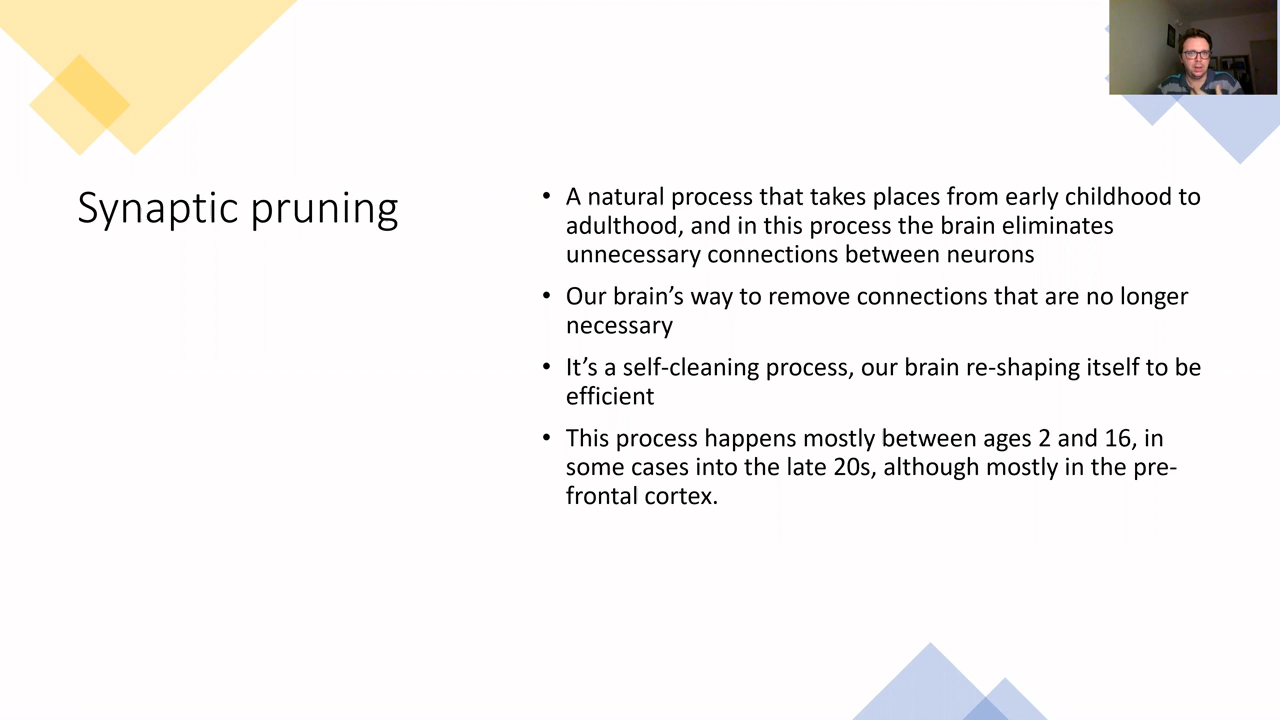 Synaptic pruning
• A natural process that takes places from early childhood to
adulthood, and in this process the brain eliminates
unnecessary connections between neurons
• Our brain’s way to remove connections that are no longer
necessary
• It’s a self-cleaning process, our brain re-shaping itself to be
efficient
• This process happens mostly between ages 2 and 16, in
some cases into the late 20s, although mostly in the pre-
frontal cortex.